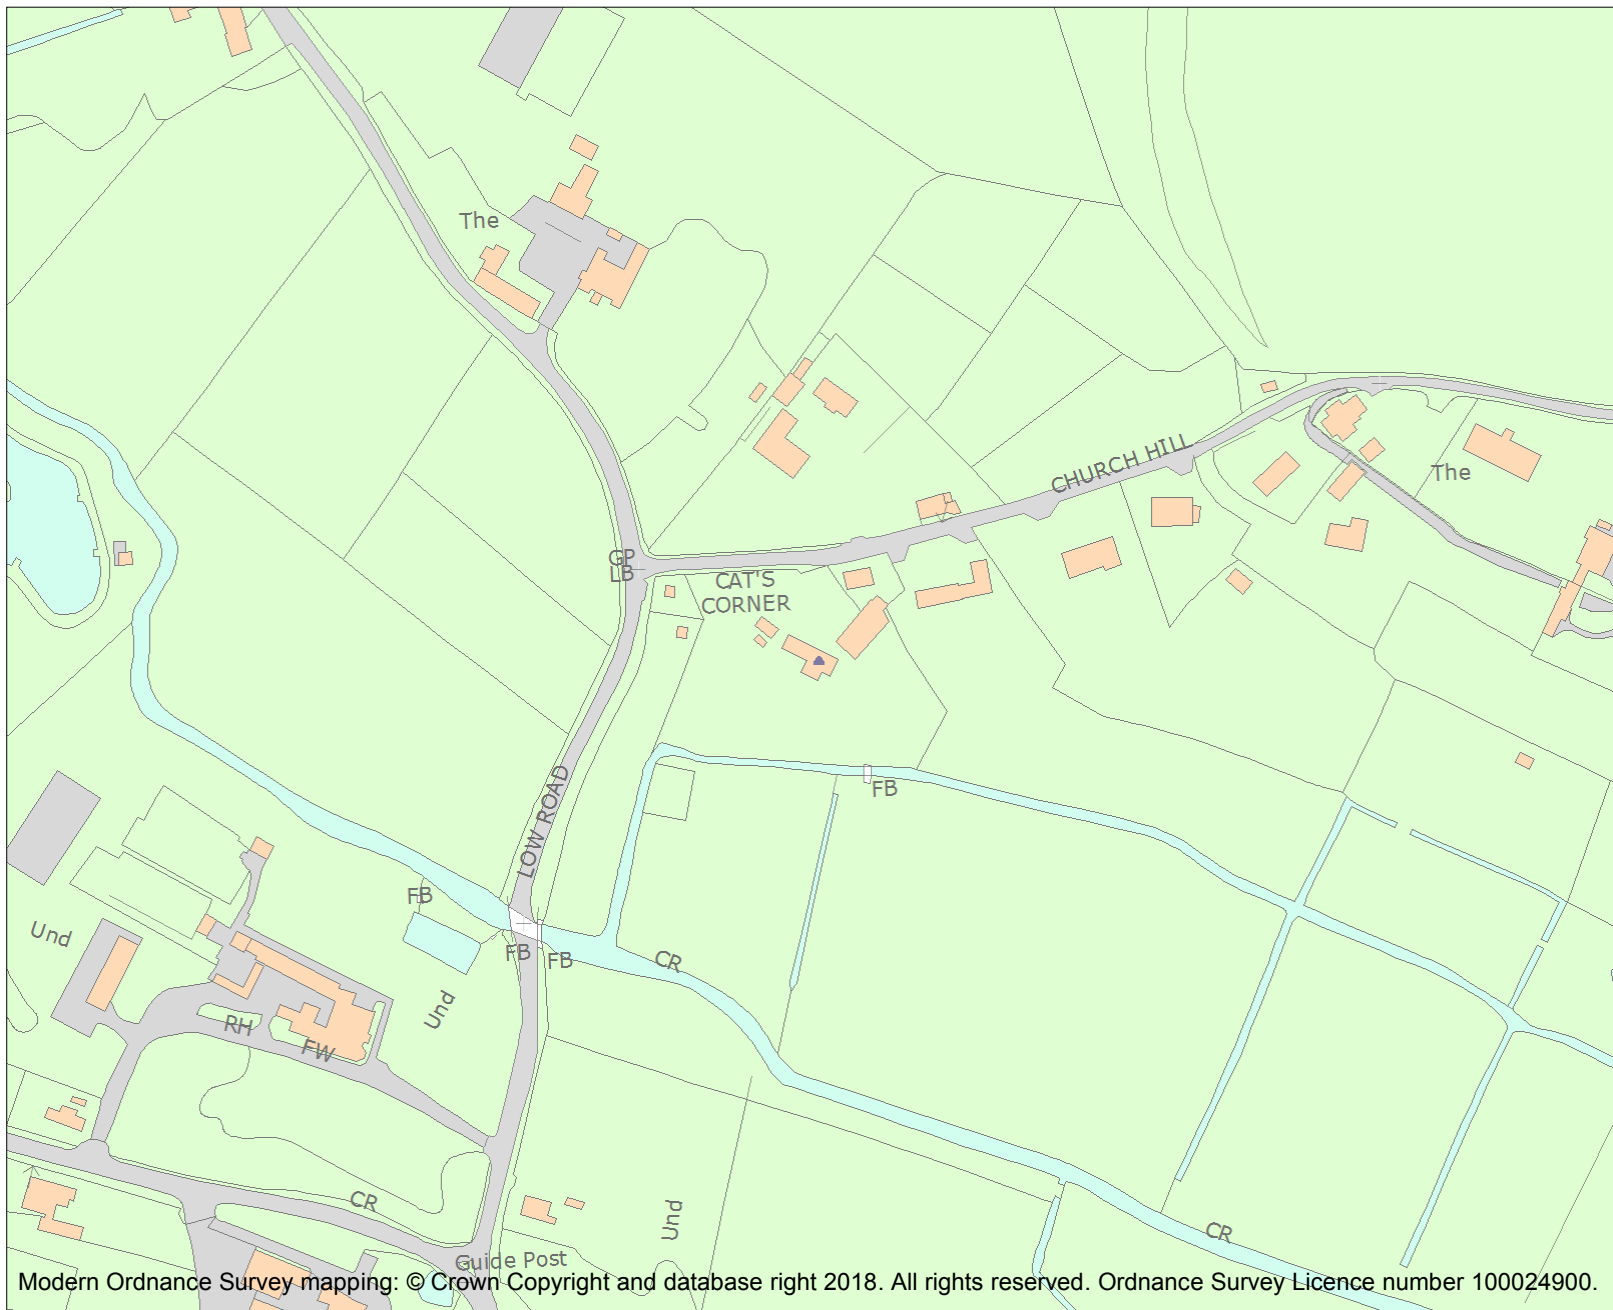 The
CHURCH HILL
The
GP
LB
CAT'S
CORNER
LOW ROAD
FB
FB
Und
FB
FB
CR
Und
RH
FW
CR
Und
CR
Guide Post
Modern Ordnance Survey mapping: © Crown Copyright and database right 2018. All rights reserved. Ordnance Survey Licence number 100024900.